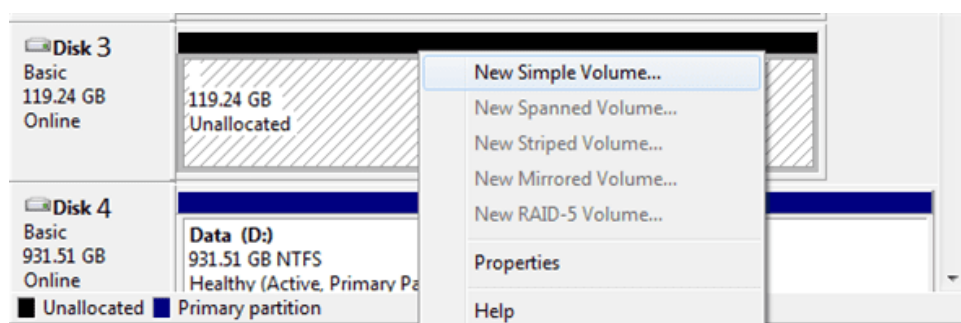 Disk 3
Basic
119.24 GB
Online
119.24 GB
Unallocated
New Simple Volume...
New Spanned Volume...
New Striped Volume...
New Mirrored Volume...
New RAID-5 Volume...
Properties
Help
Disk 4
Basic
931.51 GB
Online
Data (D:)
931.51 GB NTFS
Healthy (Active, Primary Pa
Unallocated Primary partition